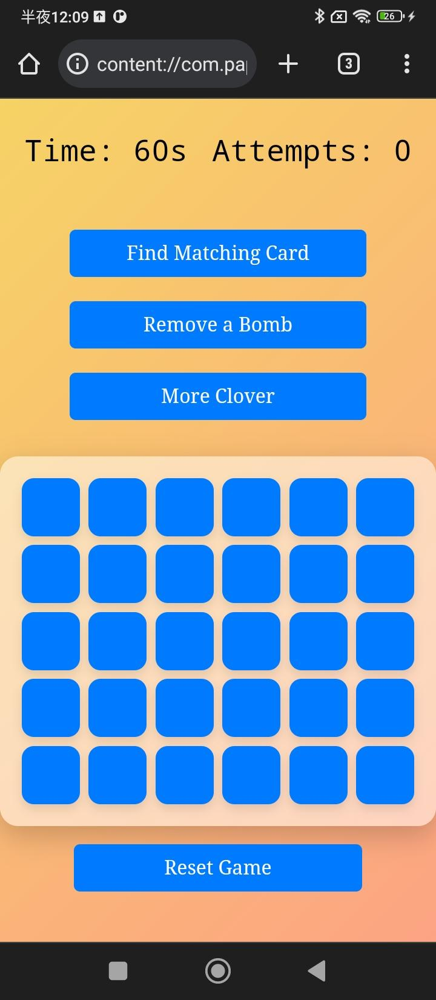 半夜12:09
26
content://com.pa
3
Time: 60s Attempts: 0
Find Matching Card
Remove a Bomb
More Clover
Reset Game